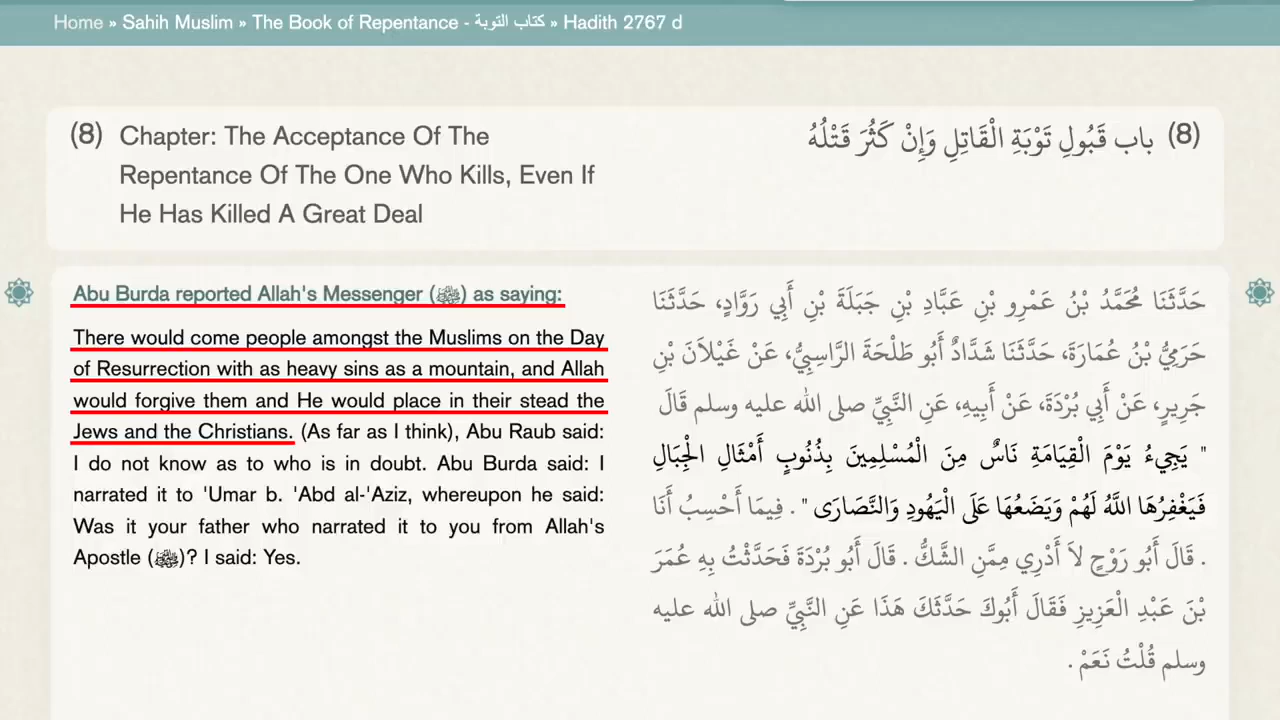 Home » Sahih Muslim » The Book of Repentance - كتاب التوبة » Hadith 2767 d
(8) Chapter: The Acceptance Of The
Repentance Of The One Who Kills, Even If
He Has Killed A Great Deal
(8) باب قَبُولِ تَوْبَةِ الْقَاتِلِ وَإِنْ كَثُرَ قَتْلُهُ
Abu Burda reported Allah's Messenger (ﷺ) as saying:
There would come people amongst the Muslims on the Day
of Resurrection with as heavy sins as a mountain, and Allah
would forgive them and He would place in their stead the
Jews and the Christians. (As far as I think), Abu Raub said:
I do not know as to who is in doubt. Abu Burda said: I
narrated it to 'Umar b. 'Abd al-'Aziz, whereupon he said:
Was it your father who narrated it to you from Allah's
Apostle (ﷺ)? I said: Yes.
حَدَّثَنَا مُحَمَّدُ بْنُ عَمْرِو بْنِ عَبَّادِ بْنِ جَبَلَةَ بْنِ أَبِي رَوَّادٍ، حَدَّثَنَا
حَرَمِيُّ بْنُ عُمَارَةَ، حَدَّثَنَا شَدَّادٌ أَبُو طَلْحَةَ الرَّاسِبِيُّ، عَنْ غَيْلاَنَ بْنِ
جَرِيرٍ، عَنْ أَبِي بُرْدَةَ، عَنْ أَبِيهِ، عَنِ النَّبِيِّ صلى الله عليه وسلم قَالَ
" يَجِيءُ يَوْمَ الْقِيَامَةِ نَاسٌ مِنَ الْمُسْلِمِينَ بِذُنُوبٍ أَمْثَالِ الْجِبَالِ
فَيَغْفِرُهَا اللَّهُ لَهُمْ وَيَضَعُهَا عَلَى الْيَهُودِ وَالنَّصَارَى " . فِيمَا أَحْسِبُ أَنَا
. قَالَ أَبُو رَوْحٍ لاَ أَدْرِي مِمَّنِ الشَّكُّ . قَالَ أَبُو بُرْدَةَ فَحَدَّثْتُ بِهِ عُمَرَ
بْنَ عَبْدِ الْعَزِيزِ فَقَالَ أَبُوكَ حَدَّثَكَ هَذَا عَنِ النَّبِيِّ صلى الله عليه
وسلم قُلْتُ نَعَمْ .